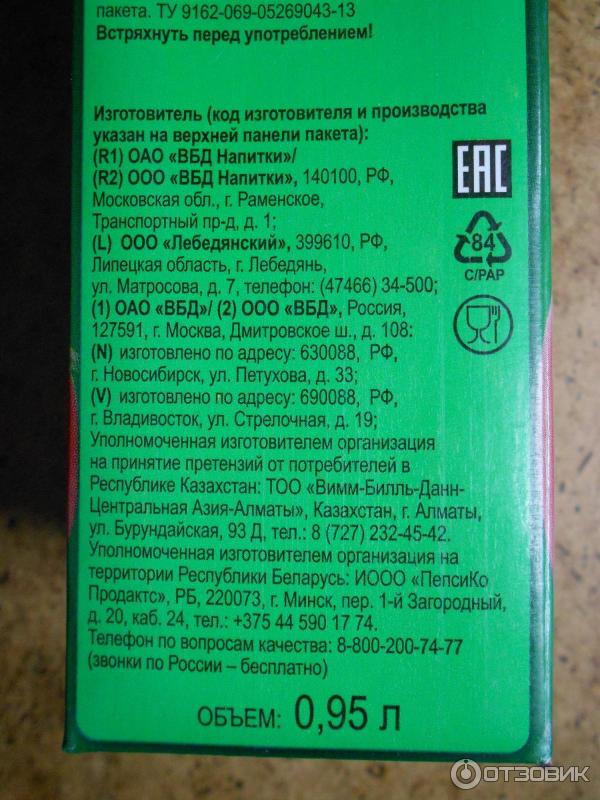 пакета. ТУ 9162-069-05269043-13
Встряхнуть перед употреблением!
Изготовитель (код изготовителя и производства
указан на верхней панели пакета):
(R1) ОАО «ВБД Напитки»/
(R2) ООО «ВБД Напитки», 140100, РФ,
Московская обл., г. Раменское,
Транспортный пр-д, д. 1;
(L) ООО «Лебедянский», 399610, РФ,
Липецкая область, г. Лебедянь,
ул. Матросова, д. 7, телефон: (47466) 34-500;
(1) ОАО «ВБД»/ (2) ООО «ВБД», Россия,
127591, г. Москва, Дмитровское ш., д. 108:
(N) изготовлено по адресу: 630088, РФ,
г. Новосибирск, ул. Петухова, д. 33;
(V) изготовлено по адресу: 690088, РФ,
г. Владивосток, ул. Стрелочная, д. 19;
Уполномоченная изготовителем организация
на принятие претензий от потребителей в
Республике Казахстан: ТОО «Вимм-Билль-Данн-
Центральная Азия-Алматы», Казахстан, г. Алматы,
ул. Бурундайская, 93 Д, тел.: 8 (727) 232-45-42.
Уполномоченная изготовителем организация на
территории Республики Беларусь: ИООО «ПепсиКо
Продактс», РБ, 220073, г. Минск, пер. 1-й Загородный,
д. 20, каб. 24, тел.: +375 44 590 17 74.
Телефон по вопросам качества: 8-800-200-74-77
(звонки по России – бесплатно)
ОБЪЕМ: 0,95 л
EAC
84
C/PAP
ОТЗОВИК